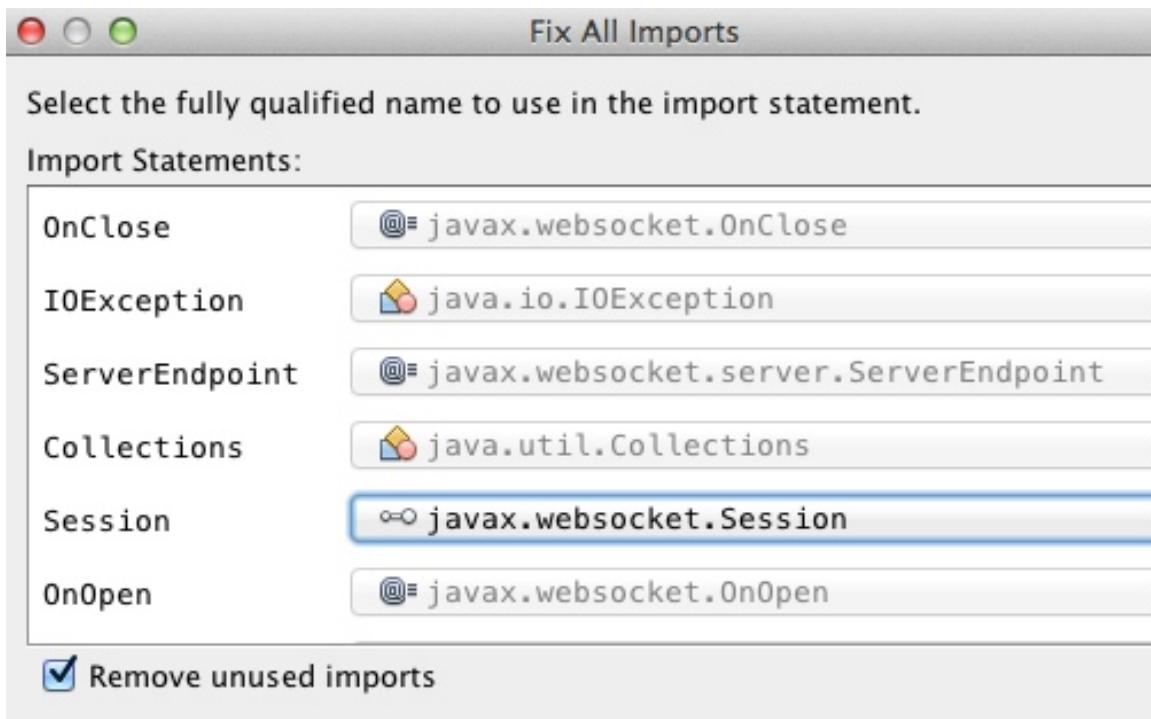 Fix All Imports
Select the fully qualified name to use in the import statement.
Import Statements:
OnClose javax.websocket.OnClose
IOException java.io.IOException
ServerEndpoint javax.websocket.server.ServerEndpoint
Collections java.util.Collections
Session javax.websocket.Session
OnOpen javax.websocket.OnOpen
Remove unused imports